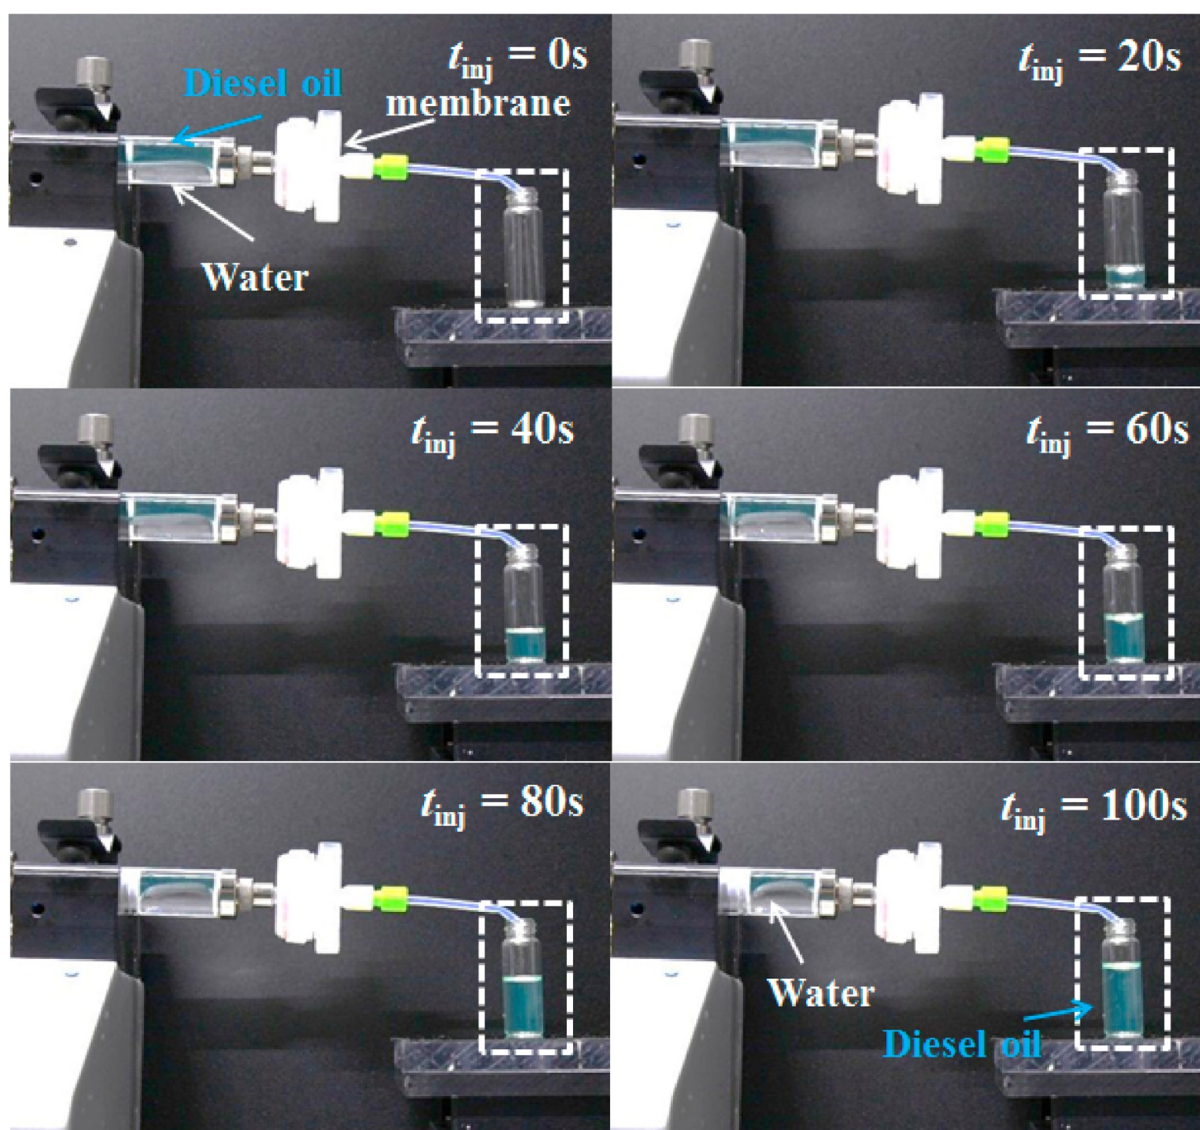 t_inj = 0s
Diesel oil
membrane
Water
t_inj = 20s
t_inj = 40s
t_inj = 60s
t_inj = 80s
t_inj = 100s
Water
Diesel oil